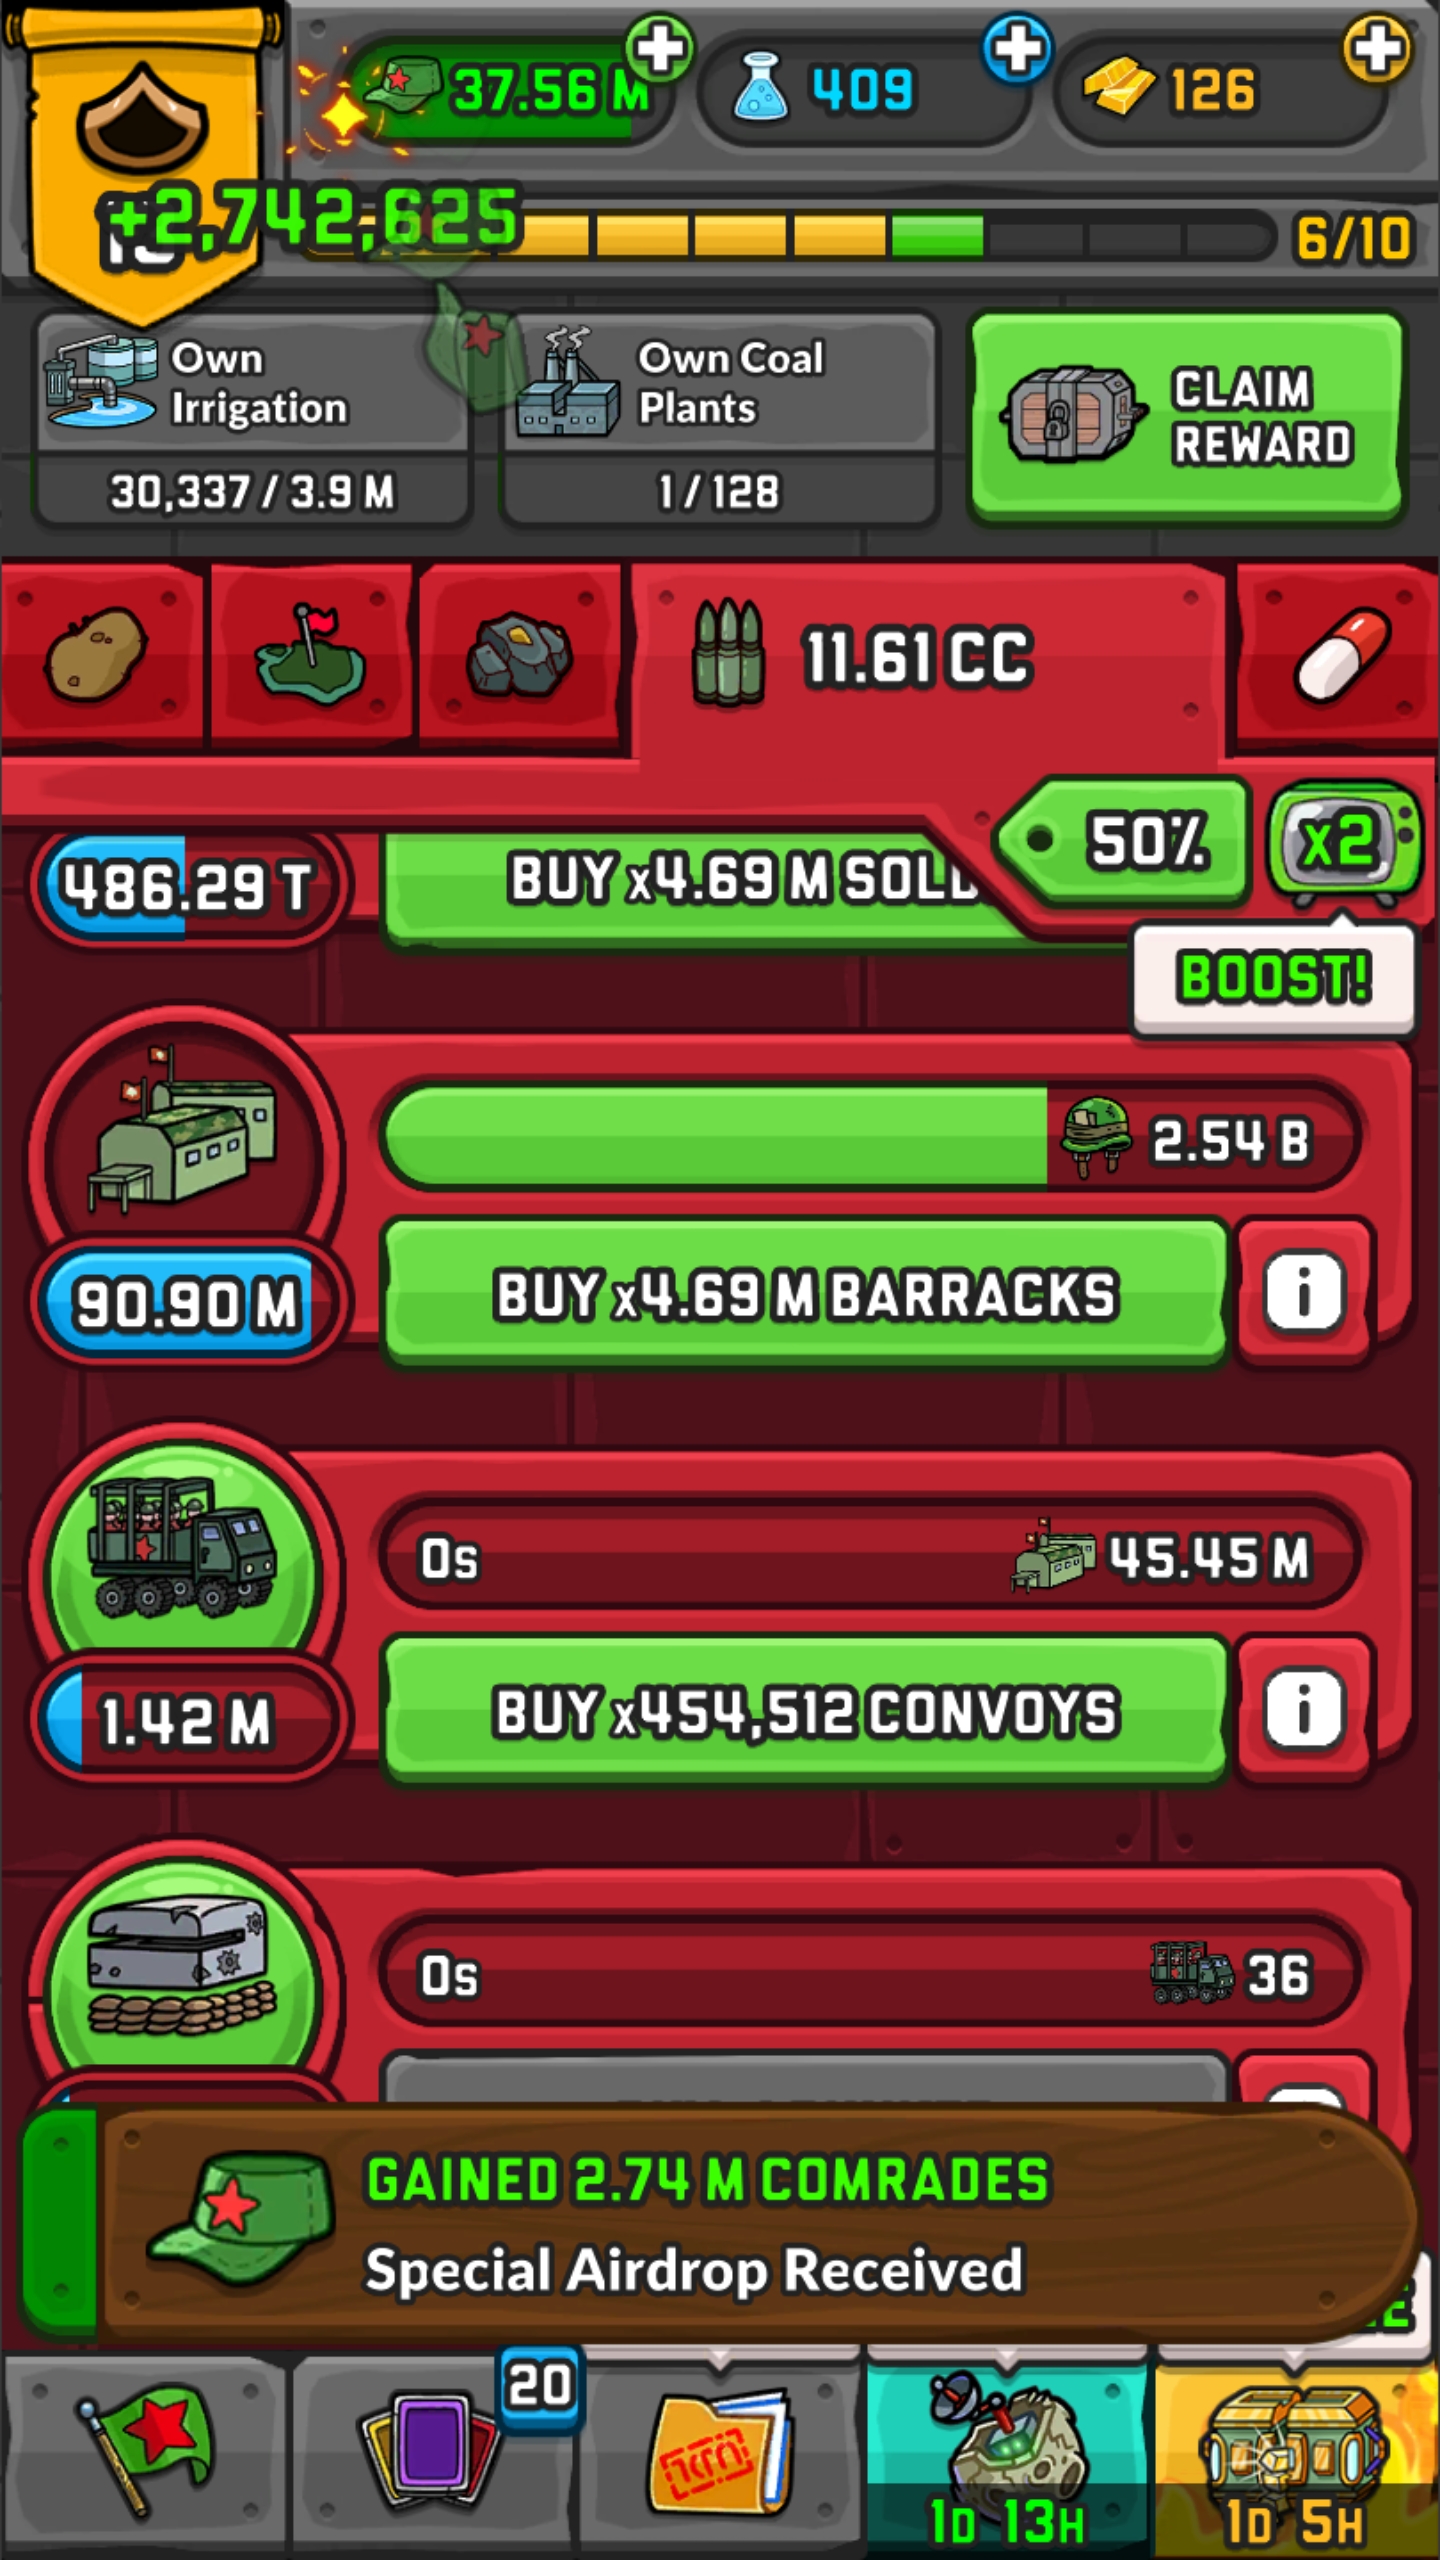 37.56 M
409
126
+2,742,625
6/10
Own
Irrigation
30,337 / 3.9 M
Own Coal
Plants
1 / 128
CLAIM
REWARD
11.61 CC
50%
x2
486.29 T
BUY x4.69 M SOLD
BOOST!
2.54 B
90.90 M
BUY x4.69 M BARRACKS
i
0s
45.45 M
1.42 M
BUY x454,512 CONVOYS
i
0s
36
GAINED 2.74 M COMRADES
Special Airdrop Received
20
1D 13H
1D 5H